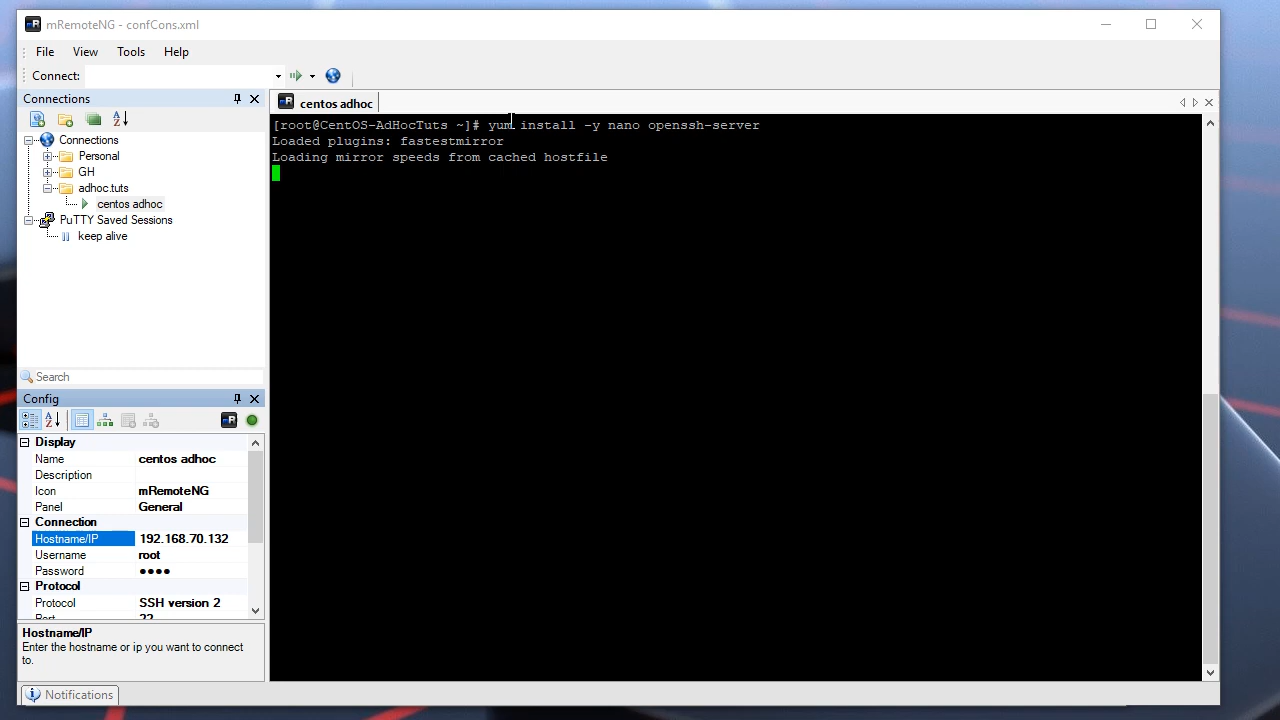 mRemoteNG - confCons.xml
File View Tools Help
Connect:
Connections
Connections
Personal
GH
adhoc.tuts
centos adhoc
PuTTY Saved Sessions
keep alive
Search
Config
Display
Name centos adhoc
Description
Icon mRemoteNG
Panel General
Connection
Hostname/IP 192.168.70.132
Username root
Password ●●●●
Protocol
Protocol SSH version 2
Port 22
Hostname/IP
Enter the hostname or ip you want to connect
to.
Notifications
centos adhoc
[root@CentOS-AdHocTuts ~]# yum install -y nano openssh-server
Loaded plugins: fastestmirror
Loading mirror speeds from cached hostfile